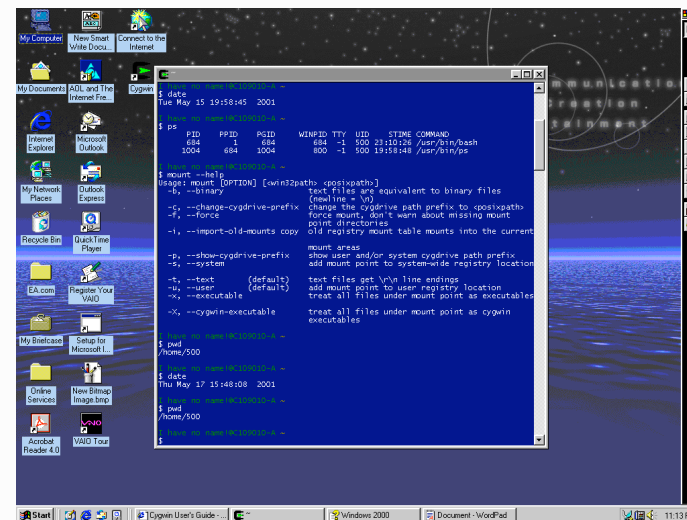 My Computer
New Smart
Write Docu...
Connect to the
Internet
My Documents
AOL and The
Internet Fre...
Cygwin
Internet
Explorer
Microsoft
Outlook
My Network
Places
Outlook
Express
Recycle Bin
QuickTime
Player
EA.com
Register Your
VAIO
My Briefcase
Setup for
Microsoft I...
Online
Services
New Bitmap
Image.bmp
Acrobat
Reader 4.0
VAIO
VAIO Tour
~
I have no name!@C109010-A ~
$ date
Tue May 15 19:58:45 2001
I have no name!@C109010-A ~
$ ps
PID PPID PGID WINPID TTY UID STIME COMMAND
684 1 684 684 -1 500 23:10:26 /usr/bin/bash
800 684 1004 800 -1 500 19:58:48 /usr/bin/ps
I have no name!@C109010-A ~
$ mount --help
Usage: mount [OPTION] [<win32path> <posixpath>]
-b, --binary text files are equivalent to binary files
(newline = \n)
-c, --change-cygdrive-prefix change the cygdrive path prefix to <posixpath>
-f, --force force mount, don't warn about missing mount
point directories
-i, --import-old-mounts copy old registry mount table mounts into the current
mount areas
-p, --show-cygdrive-prefix show user and/or system cygdrive path prefix
-s, --system add mount point to system-wide registry location
-t, --text (default) text files get \r\n line endings
-u, --user (default) add mount point to user registry location
-x, --executable treat all files under mount point as executables
-X, --cygwin-executable treat all files under mount point as cygwin
executables
I have no name!@C109010-A ~
$ pwd
/home/500
I have no name!@C109010-A ~
$ date
Thu May 17 15:48:08 2001
I have no name!@C109010-A ~
$ pwd
/home/500
I have no name!@C109010-A ~
$
Start
Cygwin User's Guide - ...
~
Windows 2000
Document - WordPad
11:13